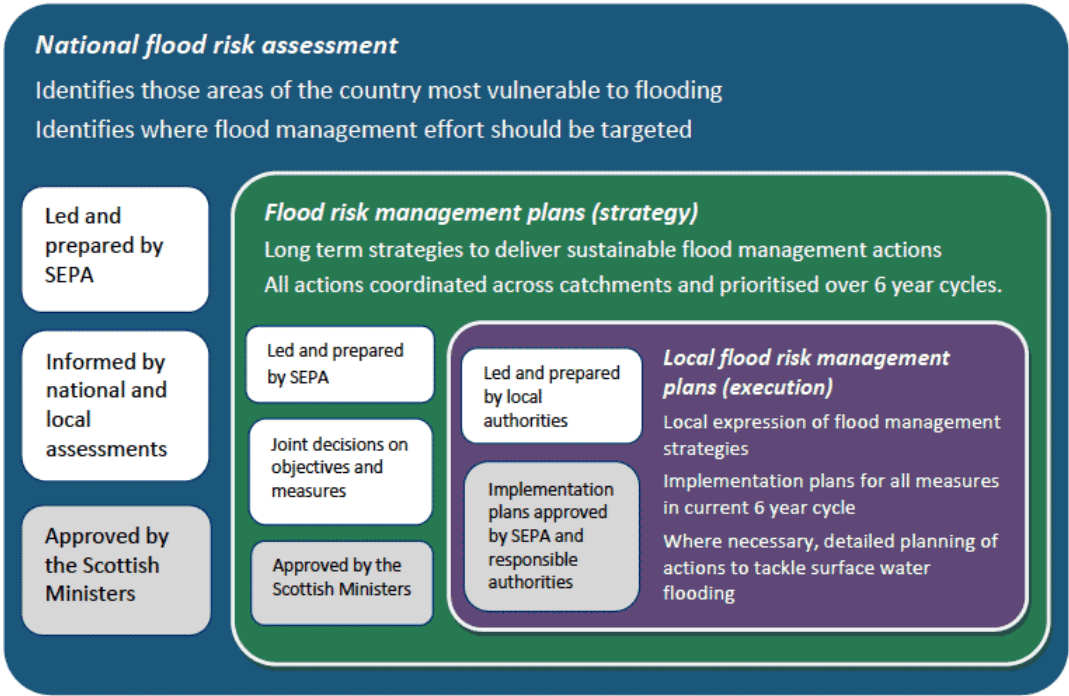 National flood risk assessment
Identifies those areas of the country most vulnerable to flooding
Identifies where flood management effort should be targeted
Led and
prepared by
SEPA
Informed by
national and
local
assessments
Approved by
the Scottish
Ministers
Flood risk management plans (strategy)
Long term strategies to deliver sustainable flood management actions
All actions coordinated across catchments and prioritised over 6 year cycles.
Led and prepared
by SEPA
Joint decisions on
objectives and
measures
Approved by the
Scottish Ministers
Led and prepared
by local
authorities
Implementation
plans approved
by SEPA and
responsible
authorities
Local flood risk management
plans (execution)
Local expression of flood management
strategies
Implementation plans for all measures
in current 6 year cycle
Where necessary, detailed planning of
actions to tackle surface water
flooding